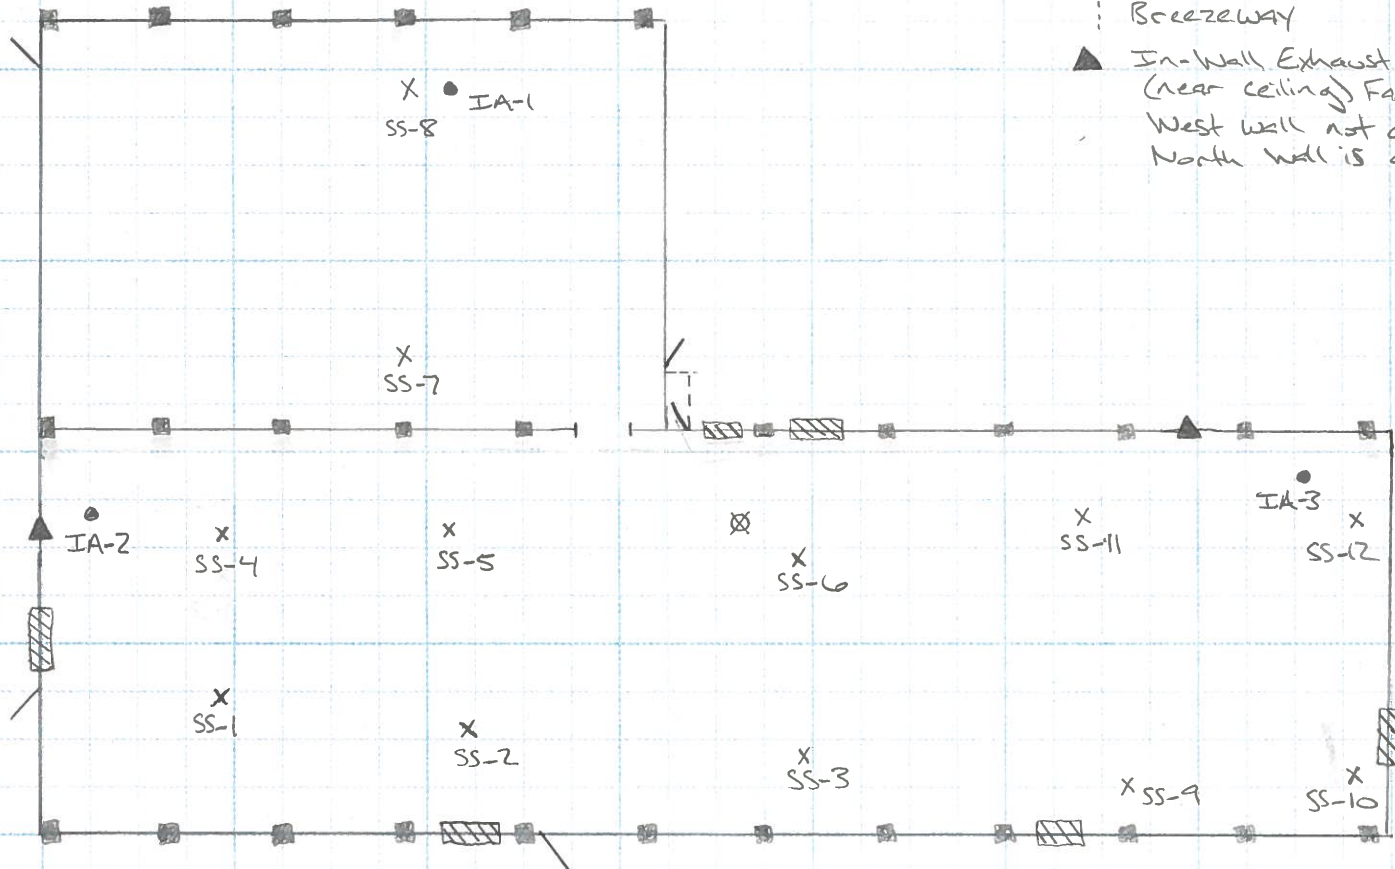 Breezeway
In-Wall Exhaust
(near ceiling)
West wall not
North Wall is
IA-1
SS-8
SS-7
IA-2
SS-4
SS-5
SS-6
SS-11
IA-3
SS-12
SS-1
SS-2
SS-3
SS-9
SS-10